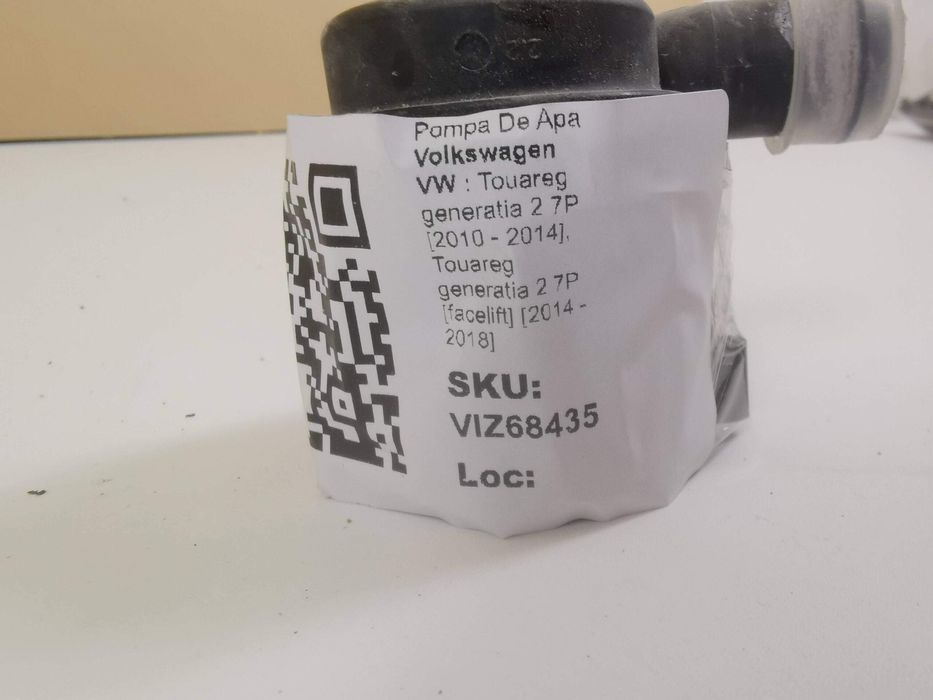 Pompa De Apa
Volkswagen
VW : Touareg
generatia 2 7P
[2010 - 2014],
Touareg
generatia 2 7P
[facelift] [2014 -
2018]
SKU:
VIZ68435
Loc: